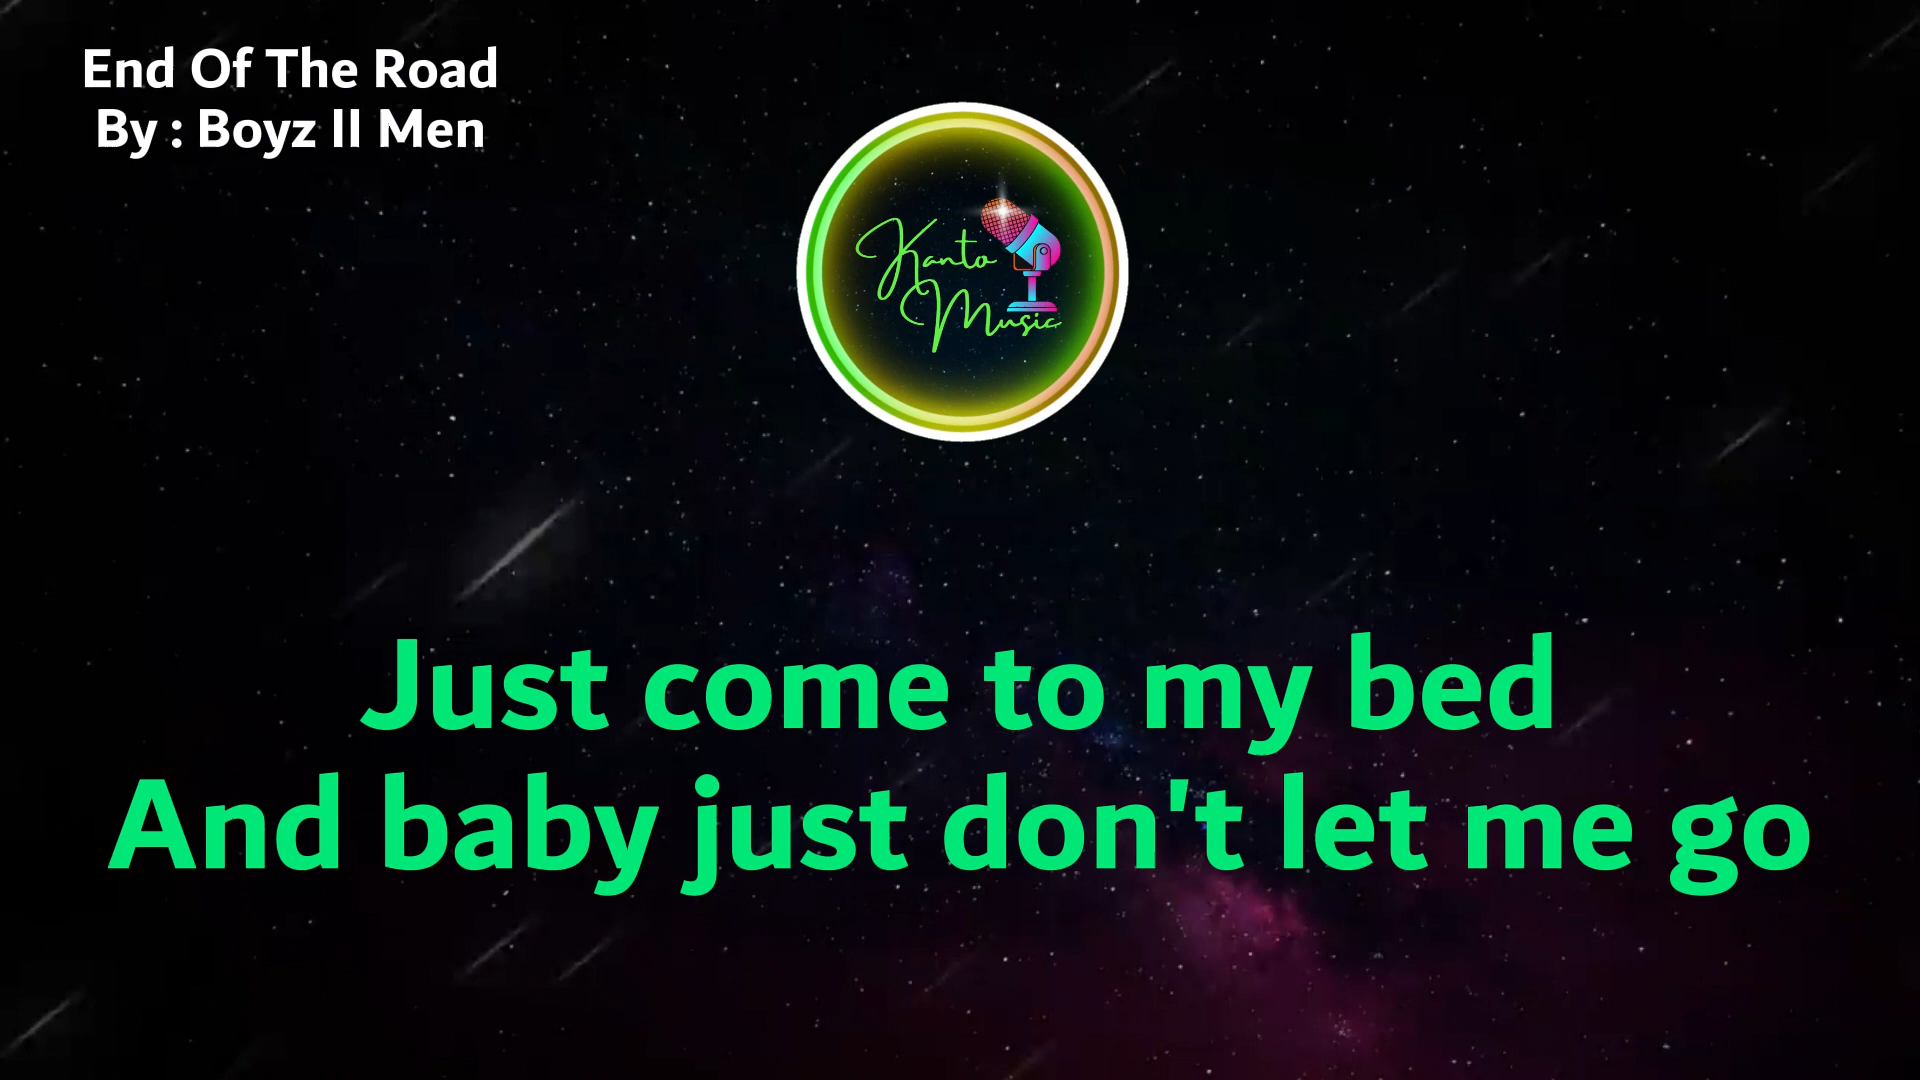 End Of The Road
By : Boyz II Men
Kanto
Music
Just come to my bed
And baby just don't let me go